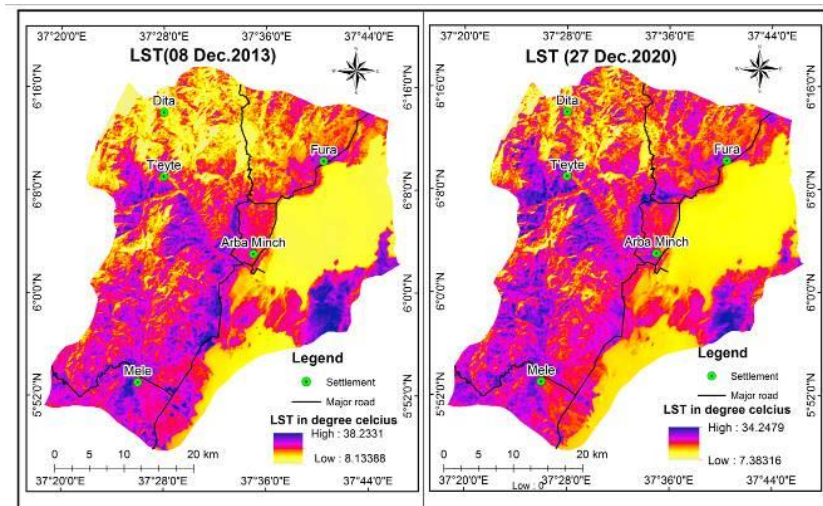 37°20'0"E 37°28'0"E 37°36'0"E 37°44'0"E
LST(08 Dec.2013)
6°16'0"N
6°8'0"N
6°0'0"N
5°52'0"N
Dita
T'eyte
Fura
Arba Minch
Mele
Legend
Settlement
Major road
LST in degree celcius
High : 38.2331
Low : 8.13388
0 5 10 20 km
37°20'0"E 37°28'0"E 37°36'0"E 37°44'0"E
37°20'0"E 37°28'0"E 37°36'0"E 37°44'0"E
LST (27 Dec.2020)
Dita
T'eyte
Fura
Arba Minch
Mele
6°16'0"N
6°8'0"N
6°0'0"N
5°52'0"N
Legend
Settlement
Major road
LST in degree celcius
High : 34.2479
Low : 7.38316
0 5 10 20 km
Low : 0
37°20'0"E 37°28'0"E 37°36'0"E 37°44'0"E